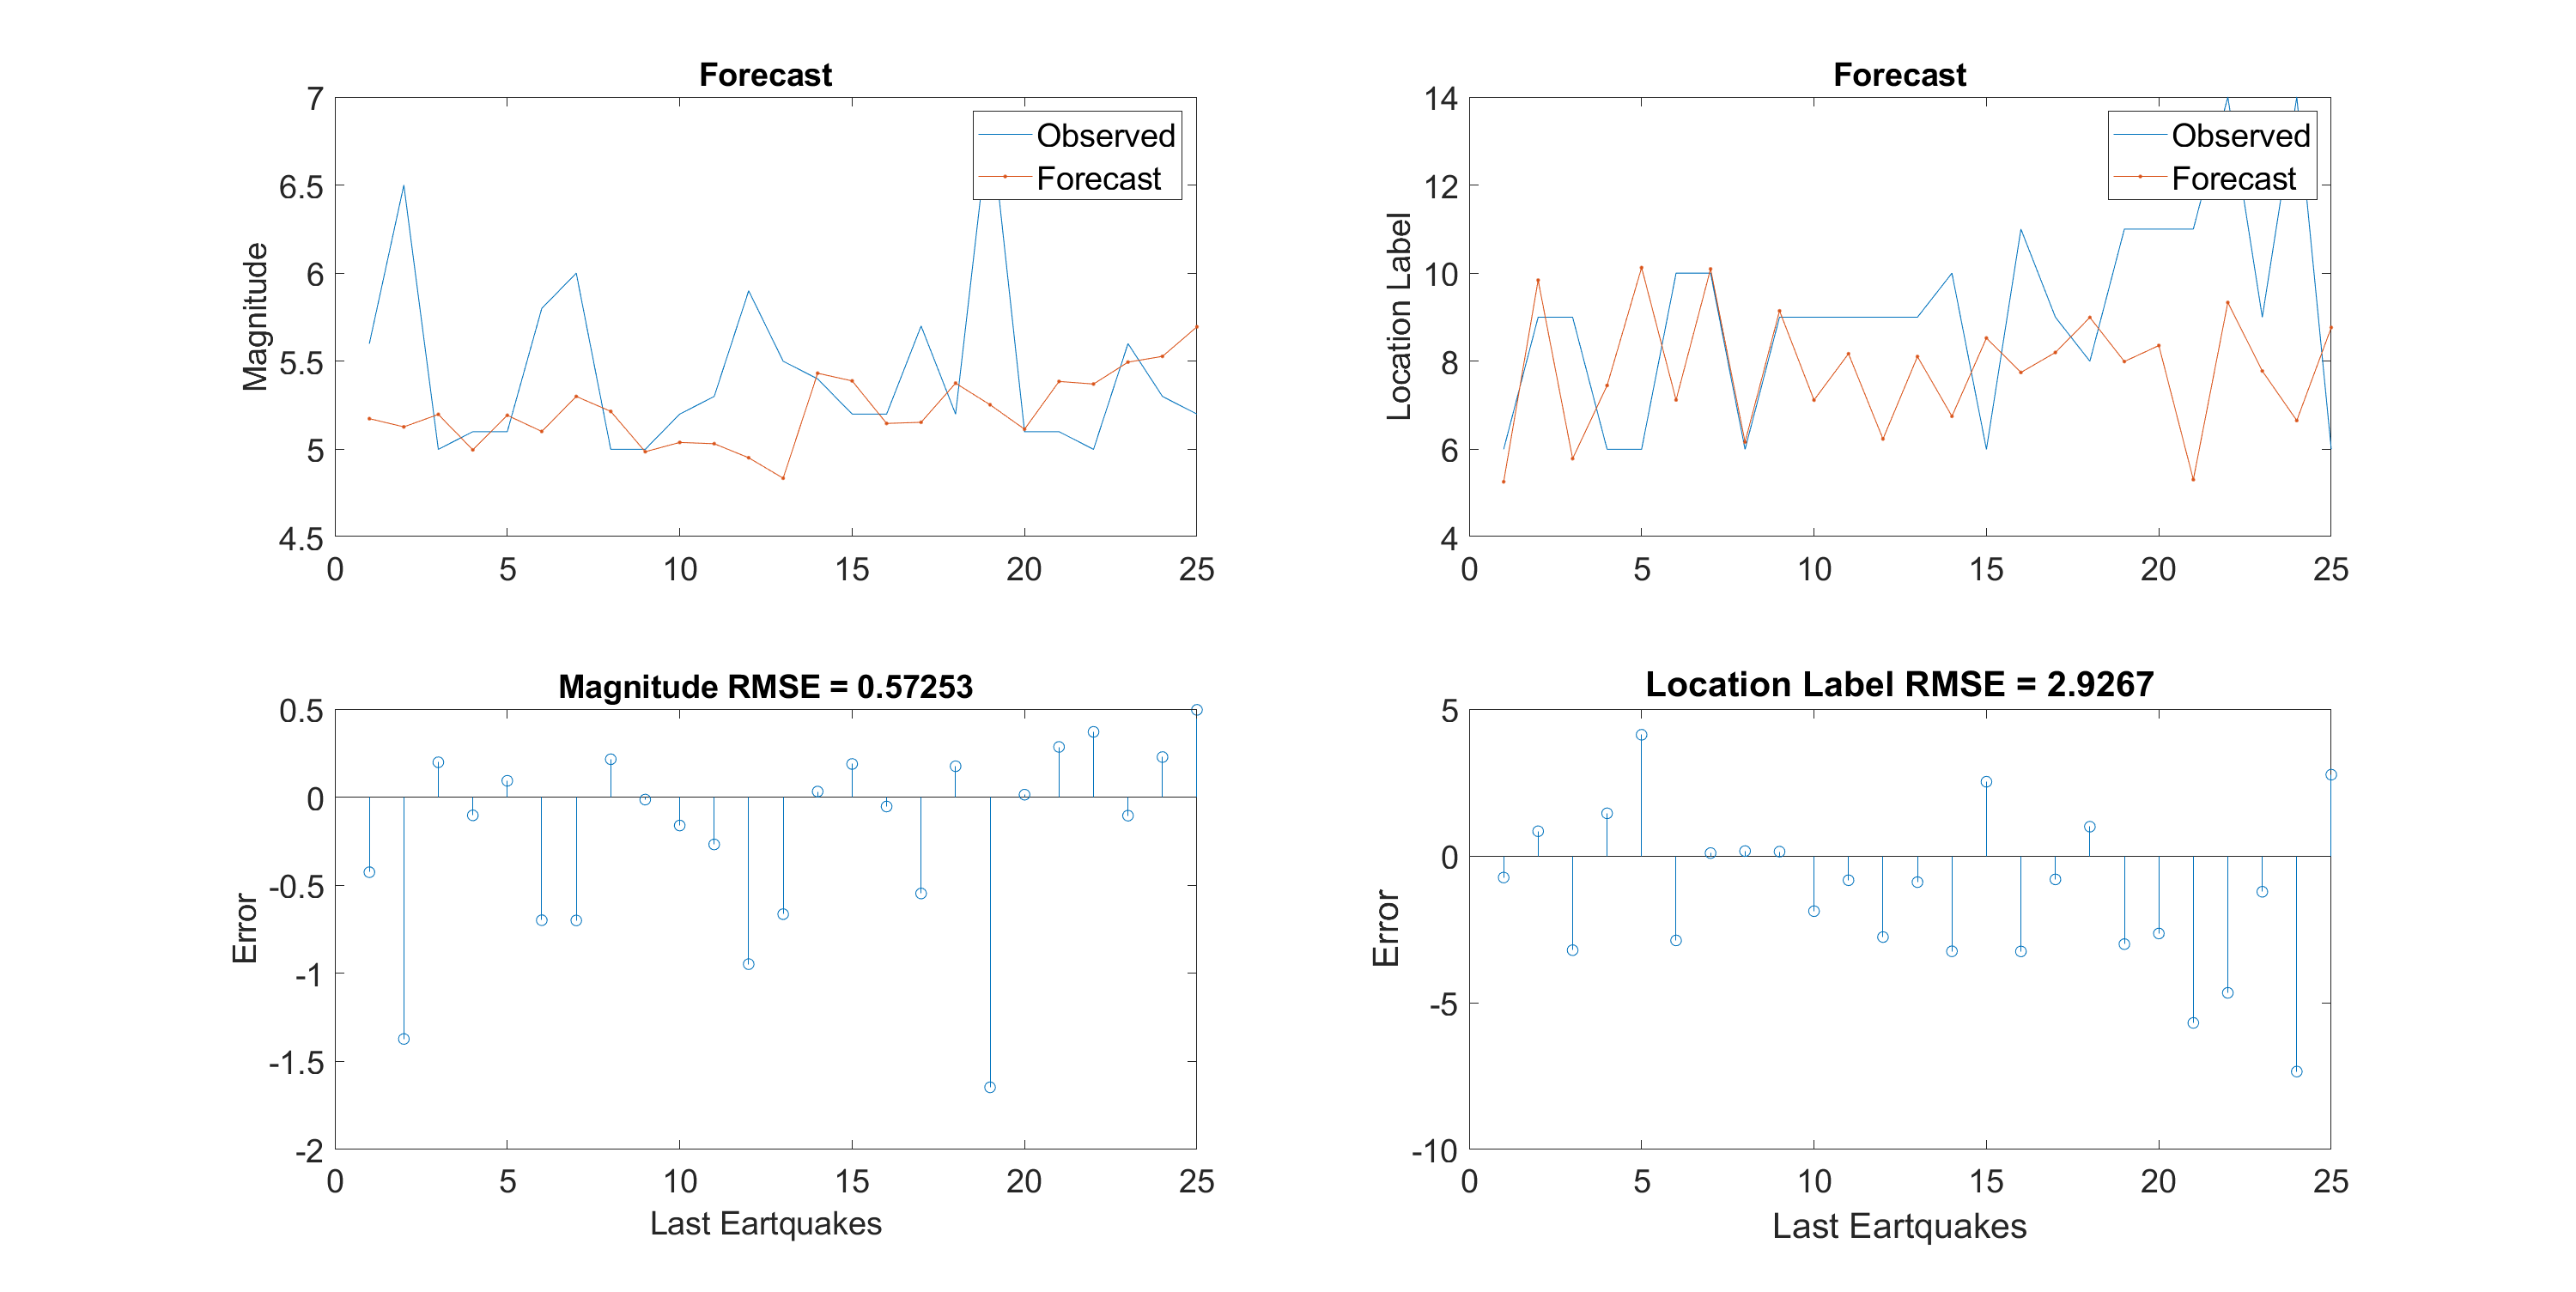 Forecast
7
6.5
6
5.5
5
4.5
Magnitude
Observed
Forecast
0 5 10 15 20 25
Forecast
14
12
10
8
6
4
Location Label
Observed
Forecast
0 5 10 15 20 25
Magnitude RMSE = 0.57253
0.5
0
-0.5
-1
-1.5
-2
Error
0 5 10 15 20 25
Last Eartquakes
Location Label RMSE = 2.9267
5
0
-5
-10
Error
0 5 10 15 20 25
Last Eartquakes